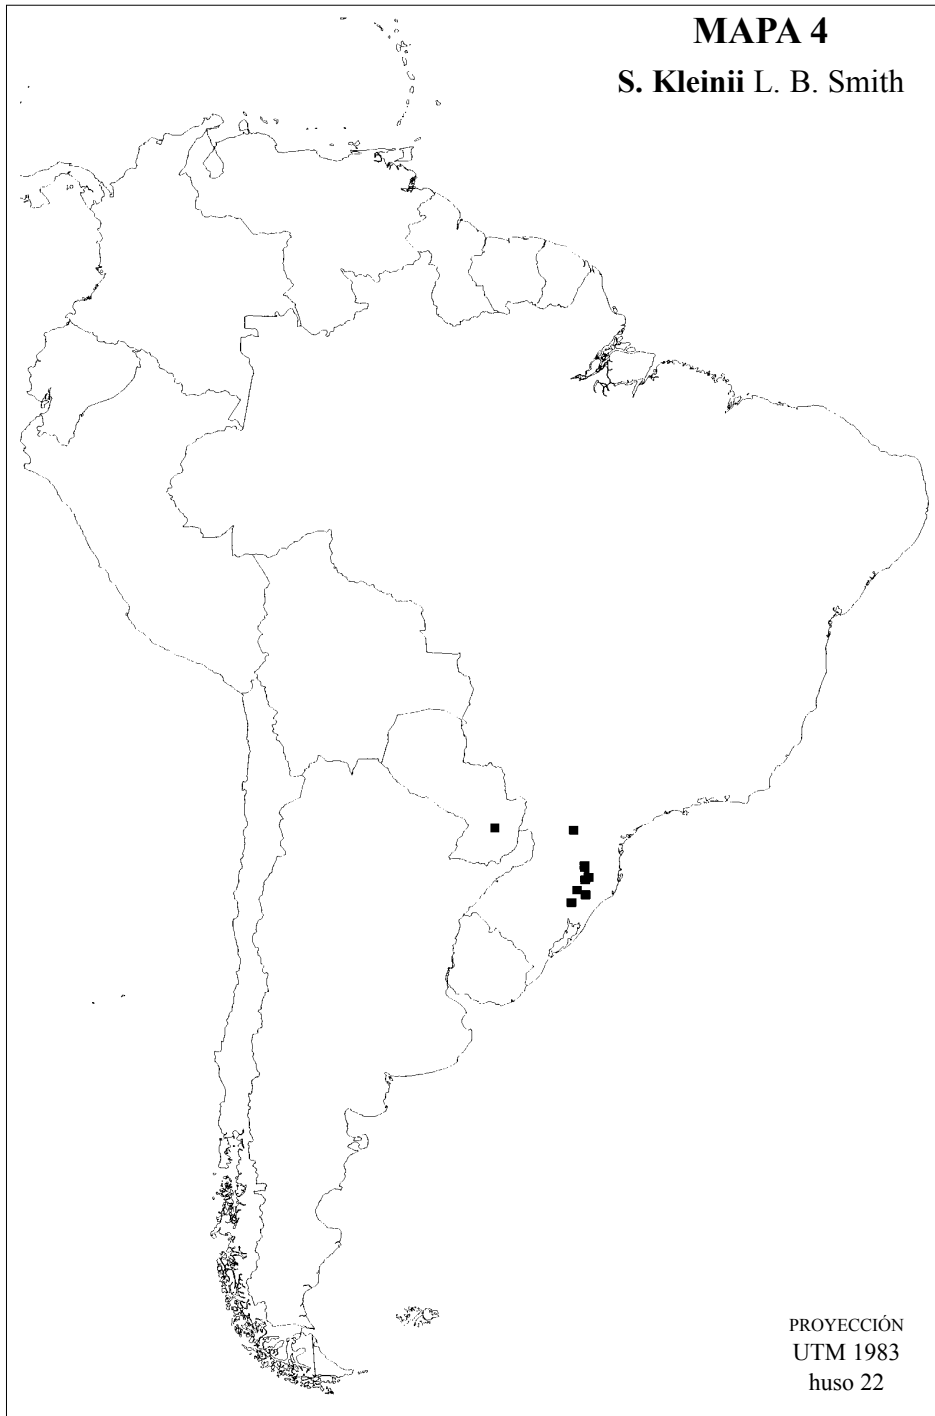 MAPA 4
S. Kleinii L. B. Smith
PROYECCIÓN
UTM 1983
huso 22